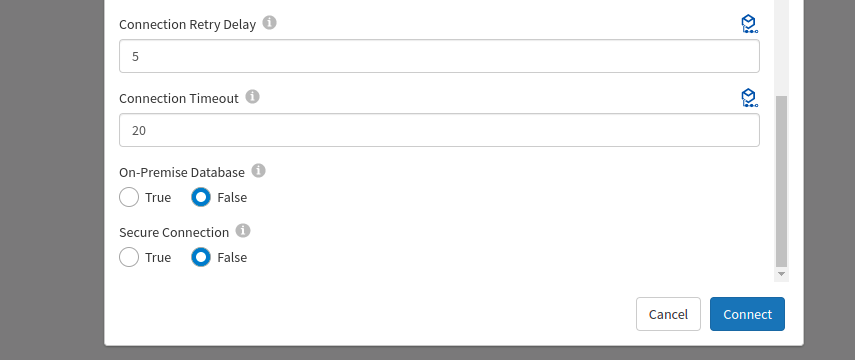 Connection Retry Delay
5
Connection Timeout
20
On-Premise Database
True False
Secure Connection
True False
Cancel Connect